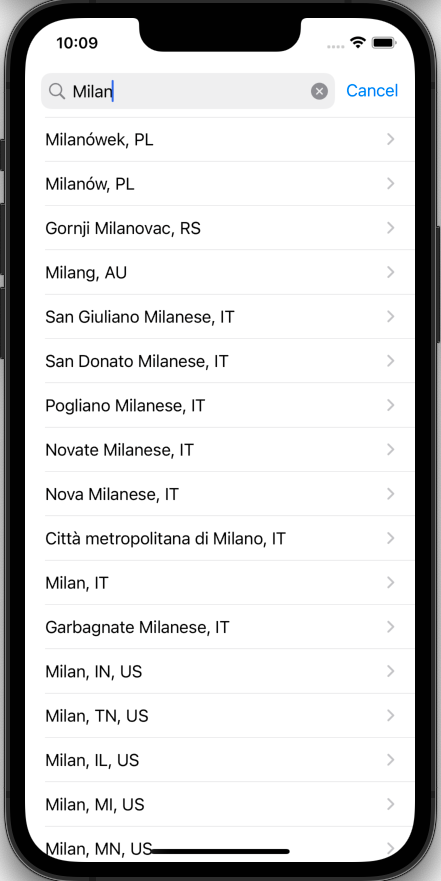 10:09
Milan
Cancel
Milanówek, PL
Milanów, PL
Gornji Milanovac, RS
Milang, AU
San Giuliano Milanese, IT
San Donato Milanese, IT
Pogliano Milanese, IT
Novate Milanese, IT
Nova Milanese, IT
Città metropolitana di Milano, IT
Milan, IT
Garbagnate Milanese, IT
Milan, IN, US
Milan, TN, US
Milan, IL, US
Milan, MI, US
Milan, MN, US